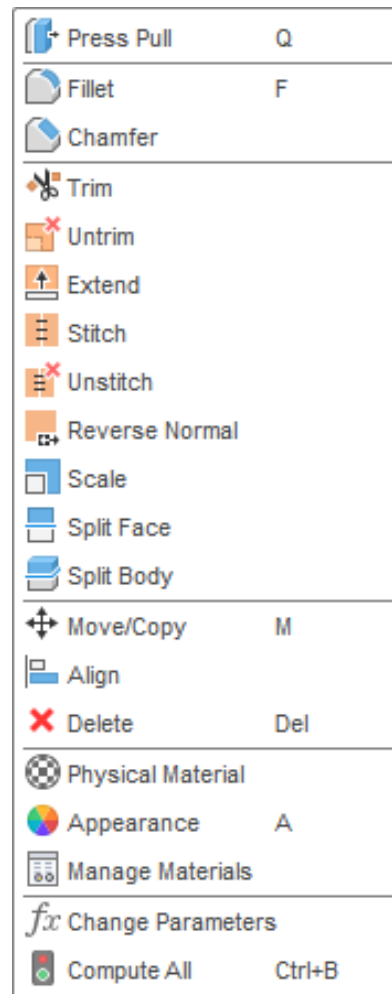 Press Pull Q
Fillet F
Chamfer
Trim
Untrim
Extend
Stitch
Unstitch
Reverse Normal
Scale
Split Face
Split Body
Move/Copy M
Align
Delete Del
Physical Material
Appearance A
Manage Materials
fx Change Parameters
Compute All Ctrl+B